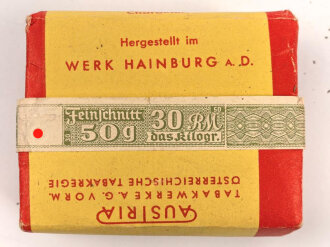 Hergestellt im
WERK HAINBURG A.D.
Feinschnitt 30 RM
50g das Kilogr.
AUSTRIA
TABAKWERKE A.G. VORM.
ÖSTERREICHISCHE TABAKREGIE